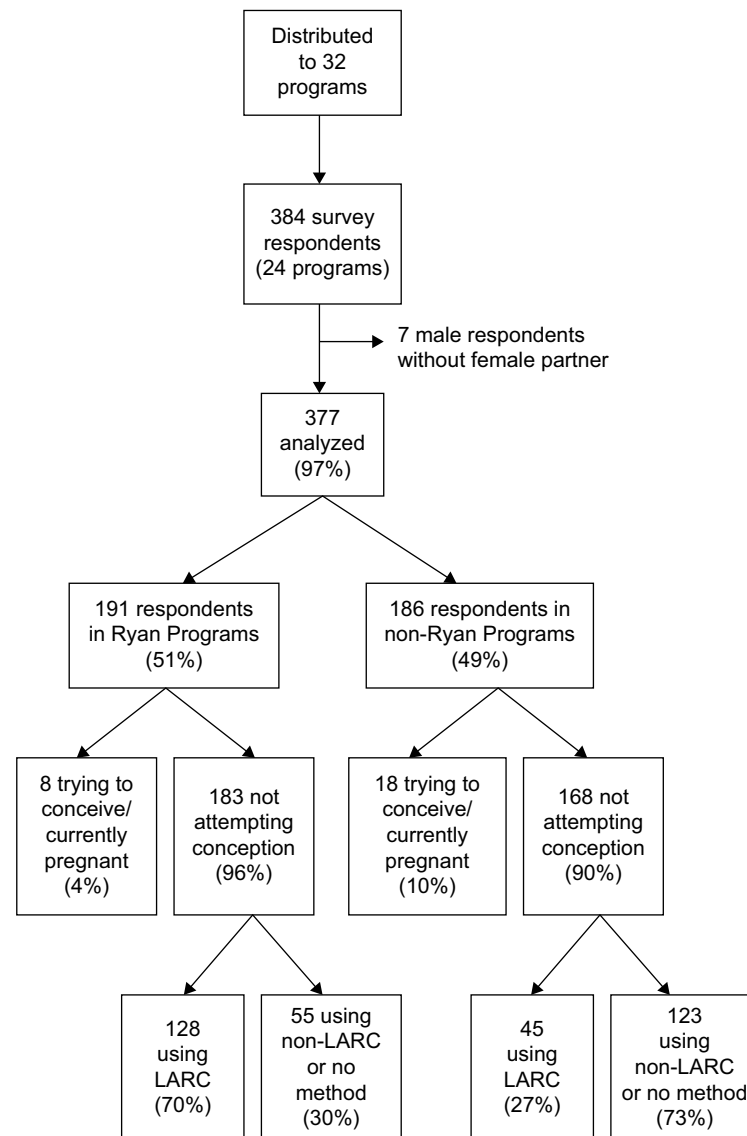 Distributed
to 32
programs
384 survey
respondents
(24 programs)
7 male respondents
without female partner
377
analyzed
(97%)
191 respondents
in Ryan Programs
(51%)
186 respondents in
non-Ryan Programs
(49%)
8 trying to
conceive/
currently
pregnant
(4%)
183 not
attempting
conception
(96%)
18 trying to
conceive/
currently
pregnant
(10%)
168 not
attempting
conception
(90%)
128
using
LARC
(70%)
55 using
non-LARC
or no
method
(30%)
45
using
LARC
(27%)
123
using
non-LARC
or no method
(73%)